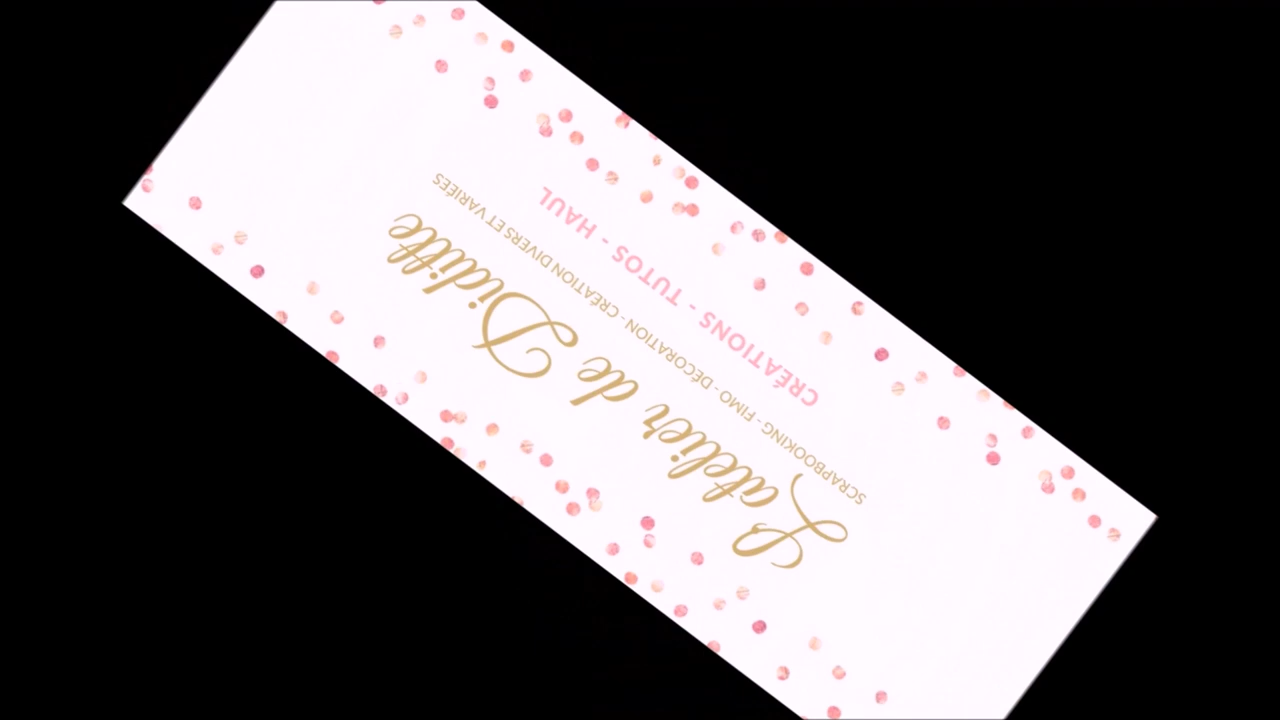 L'atelier de Diditte
SCRAPBOOKING - FIMO - DÉCORATION - CRÉATION DIVERS ET VARIÉES
CRÉATIONS - TUTOS - HAUL